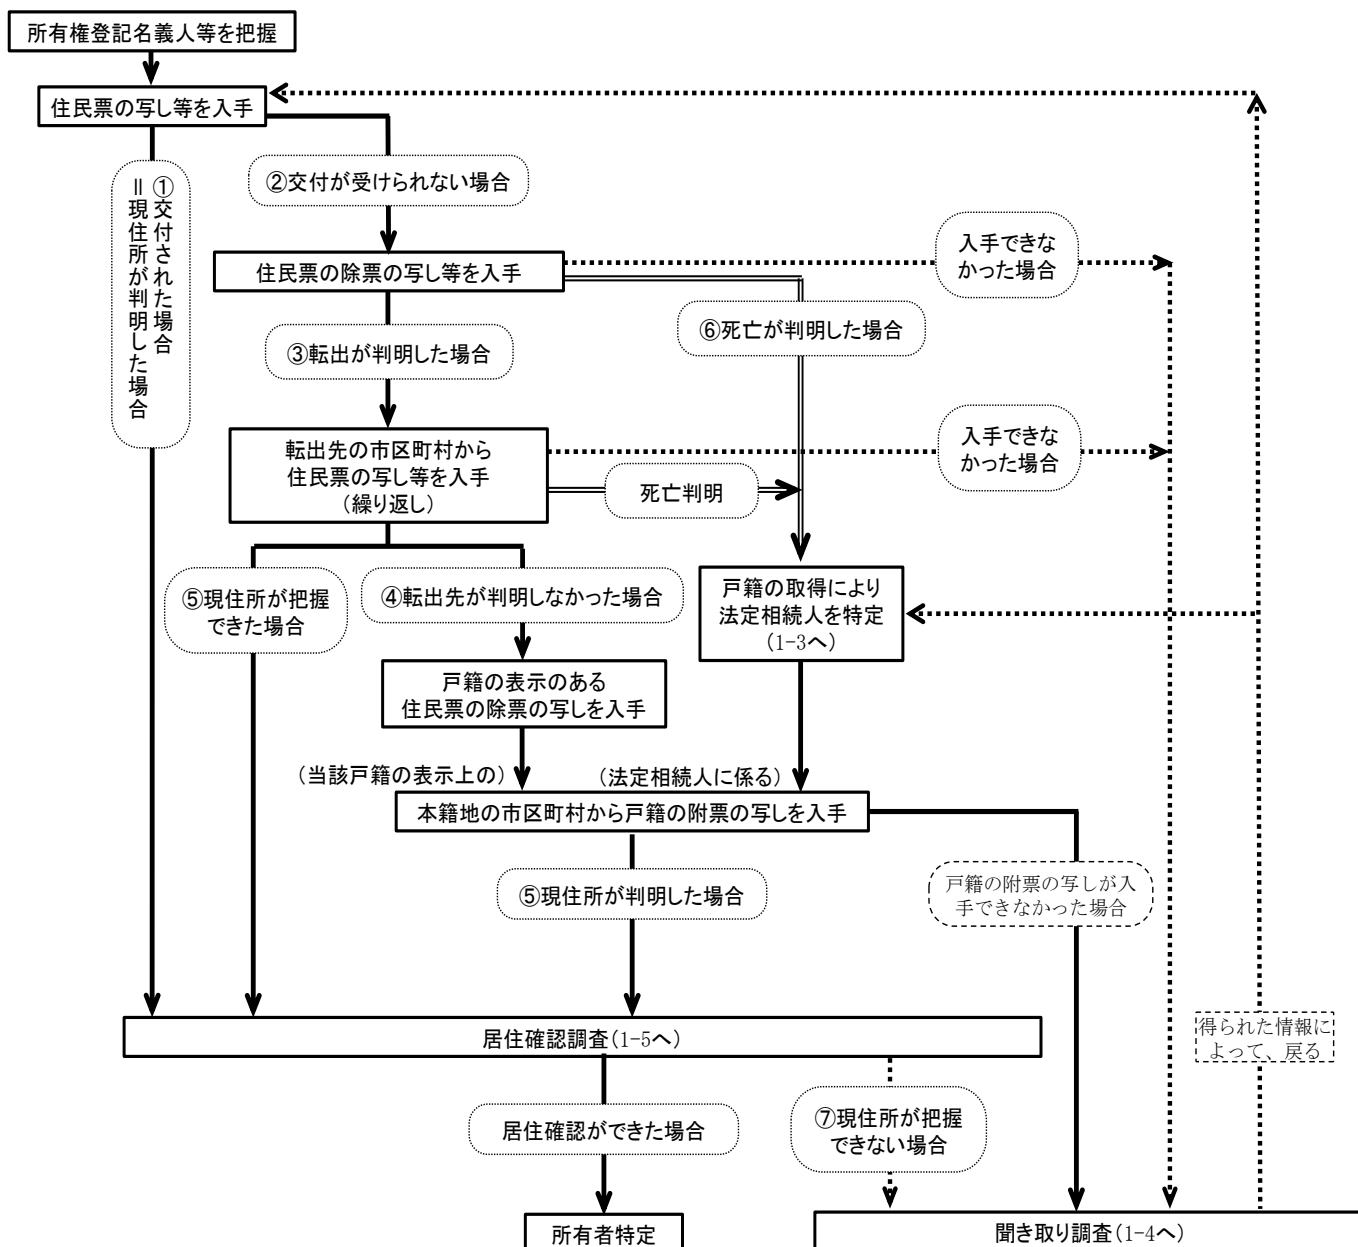 所有権登記名義人等を把握
住民票の写し等を入手
①交付された場合
＝現住所が判明した場合
②交付が受けられない場合
住民票の除票の写し等を入手
入手できな
かった場合
⑥死亡が判明した場合
③転出が判明した場合
転出先の市区町村から
住民票の写し等を入手
(繰り返し)
入手できな
かった場合
死亡判明
⑤現住所が把握
できた場合
④転出先が判明しなかった場合
戸籍の取得により
法定相続人を特定
(1-3へ)
戸籍の表示のある
住民票の除票の写しを入手
(当該戸籍の表示上の)
(法定相続人に係る)
本籍地の市区町村から戸籍の附票の写しを入手
⑤現住所が判明した場合
戸籍の附票の写しが入
手できなかった場合
居住確認調査(1-5へ)
得られた情報に
よって、戻る
居住確認ができた場合
⑦現住所が把握
できない場合
所有者特定
聞き取り調査(1-4へ)